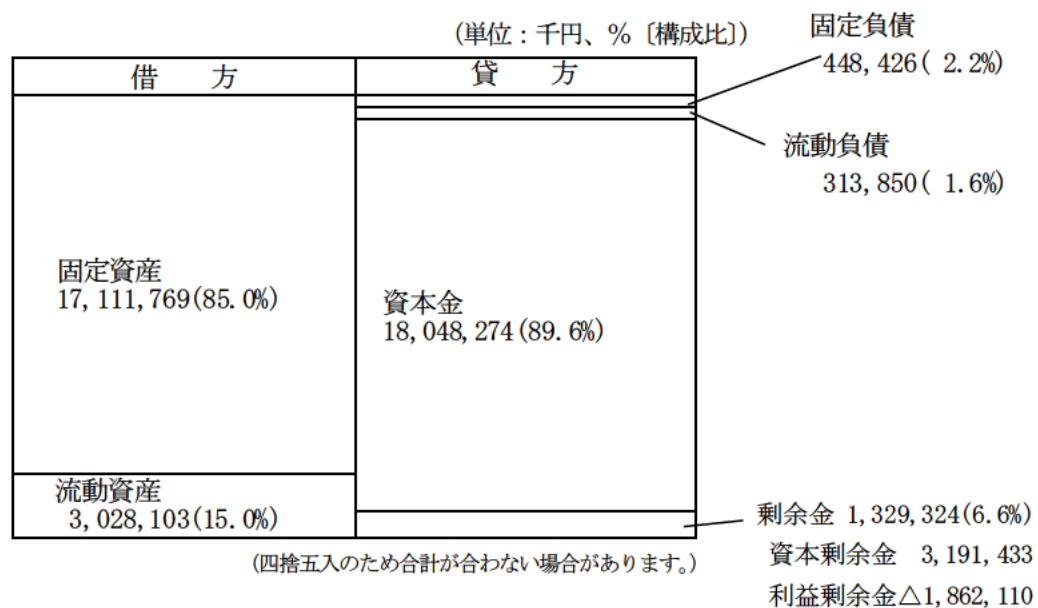 (単位：千円、%〔構成比〕)
固定負債
448,426( 2.2%)
借　方
貸　方
流動負債
313,850( 1.6%)
固定資産
17,111,769(85.0%)
資本金
18,048,274(89.6%)
流動資産
3,028,103(15.0%)
剰余金 1,329,324(6.6%)
資本剰余金　3,191,433
利益剰余金△1,862,110
(四捨五入のため合計が合わない場合があります。)